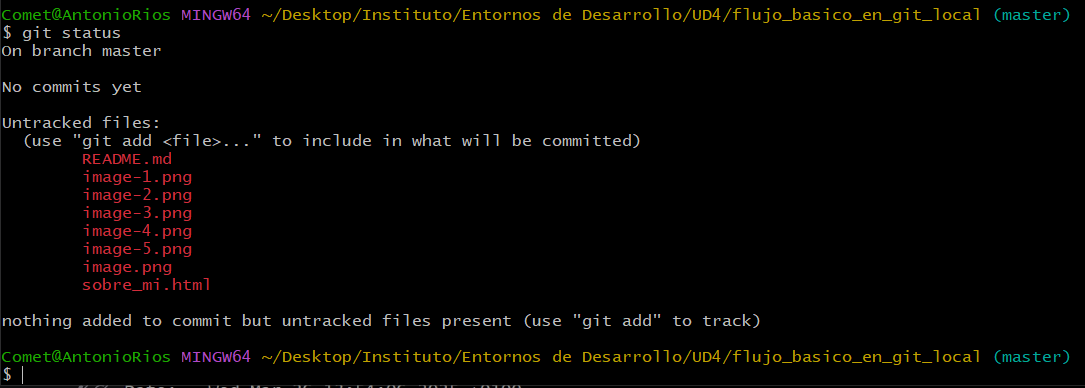 Comet@AntonioRios MINGW64 ~/Desktop/Instituto/Entornos de Desarrollo/UD4/flujo_basico_en_git_local (master)
$ git status
On branch master
No commits yet
Untracked files:
  (use "git add <file>..." to include in what will be committed)
        README.md
        image-1.png
        image-2.png
        image-3.png
        image-4.png
        image-5.png
        image.png
        sobre_mi.html
nothing added to commit but untracked files present (use "git add" to track)
Comet@AntonioRios MINGW64 ~/Desktop/Instituto/Entornos de Desarrollo/UD4/flujo_basico_en_git_local (master)
$